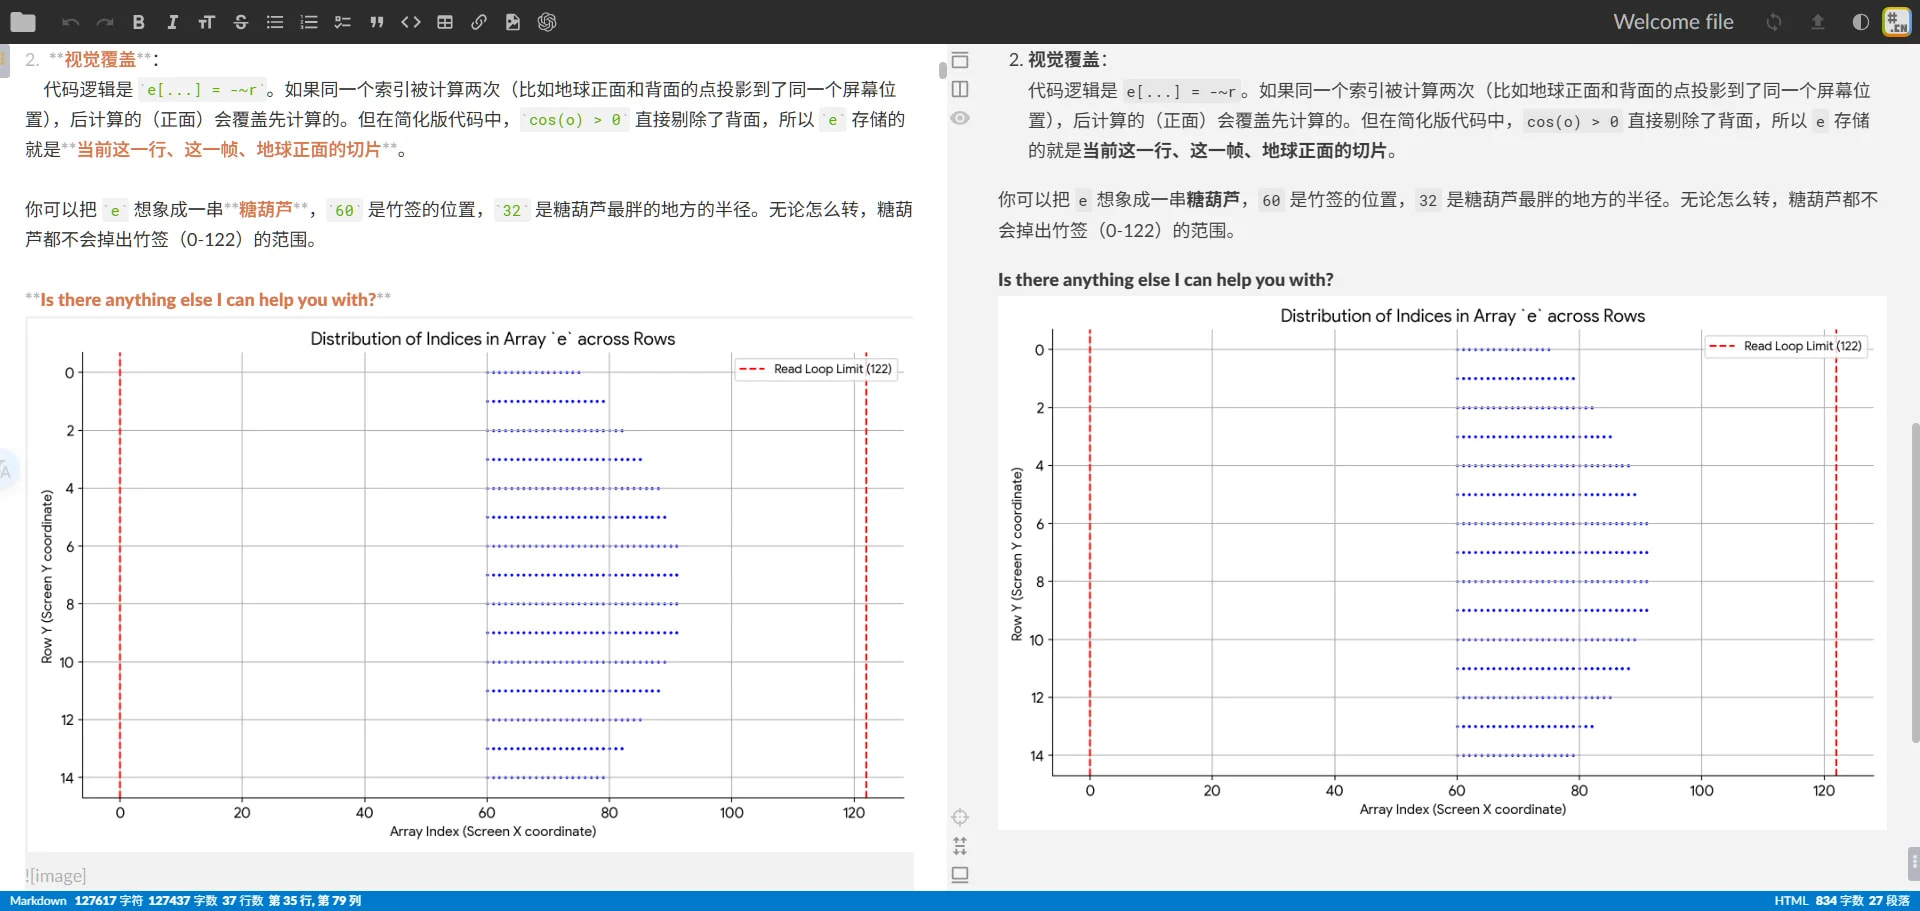 Welcome file
2. **视觉覆盖**：
代码逻辑是 `e[...] = -~r`。如果同一个索引被计算两次（比如地球正面和背面的点投影到了同一个屏幕位
置），后计算的（正面）会覆盖先计算的。但在简化版代码中，`cos(o) > 0` 直接剔除了背面，所以 `e` 存储的
就是**当前这一行、这一帧、地球正面的切片**。
你可以把 `e` 想象成一串**糖葫芦**，`60` 是竹签的位置，`32` 是糖葫芦最胖的地方的半径。无论怎么转，糖葫
芦都不会掉出竹签（0-122）的范围。
**Is there anything else I can help you with?**
Distribution of Indices in Array `e` across Rows
Read Loop Limit (122)
Row Y (Screen Y coordinate)
0
2
4
6
8
10
12
14
0 20 40 60 80 100 120
Array Index (Screen X coordinate)
![image]
2. 视觉覆盖：
代码逻辑是 e[...] = -~r 。如果同一个索引被计算两次（比如地球正面和背面的点投影到了同一个屏幕位
置），后计算的（正面）会覆盖先计算的。但在简化版代码中， cos(o) > 0 直接剔除了背面，所以 e 存储
的就是当前这一行、这一帧、地球正面的切片。
你可以把 e 想象成一串糖葫芦， 60 是竹签的位置， 32 是糖葫芦最胖的地方的半径。无论怎么转，糖葫芦都不
会掉出竹签（0-122）的范围。
Is there anything else I can help you with?
Distribution of Indices in Array `e` across Rows
Read Loop Limit (122)
Row Y (Screen Y coordinate)
0
2
4
6
8
10
12
14
0 20 40 60 80 100 120
Array Index (Screen X coordinate)
Markdown 127617 字符 127437 字数 37 行数 第 35 行, 第 79 列
HTML 834 字数 27 段落